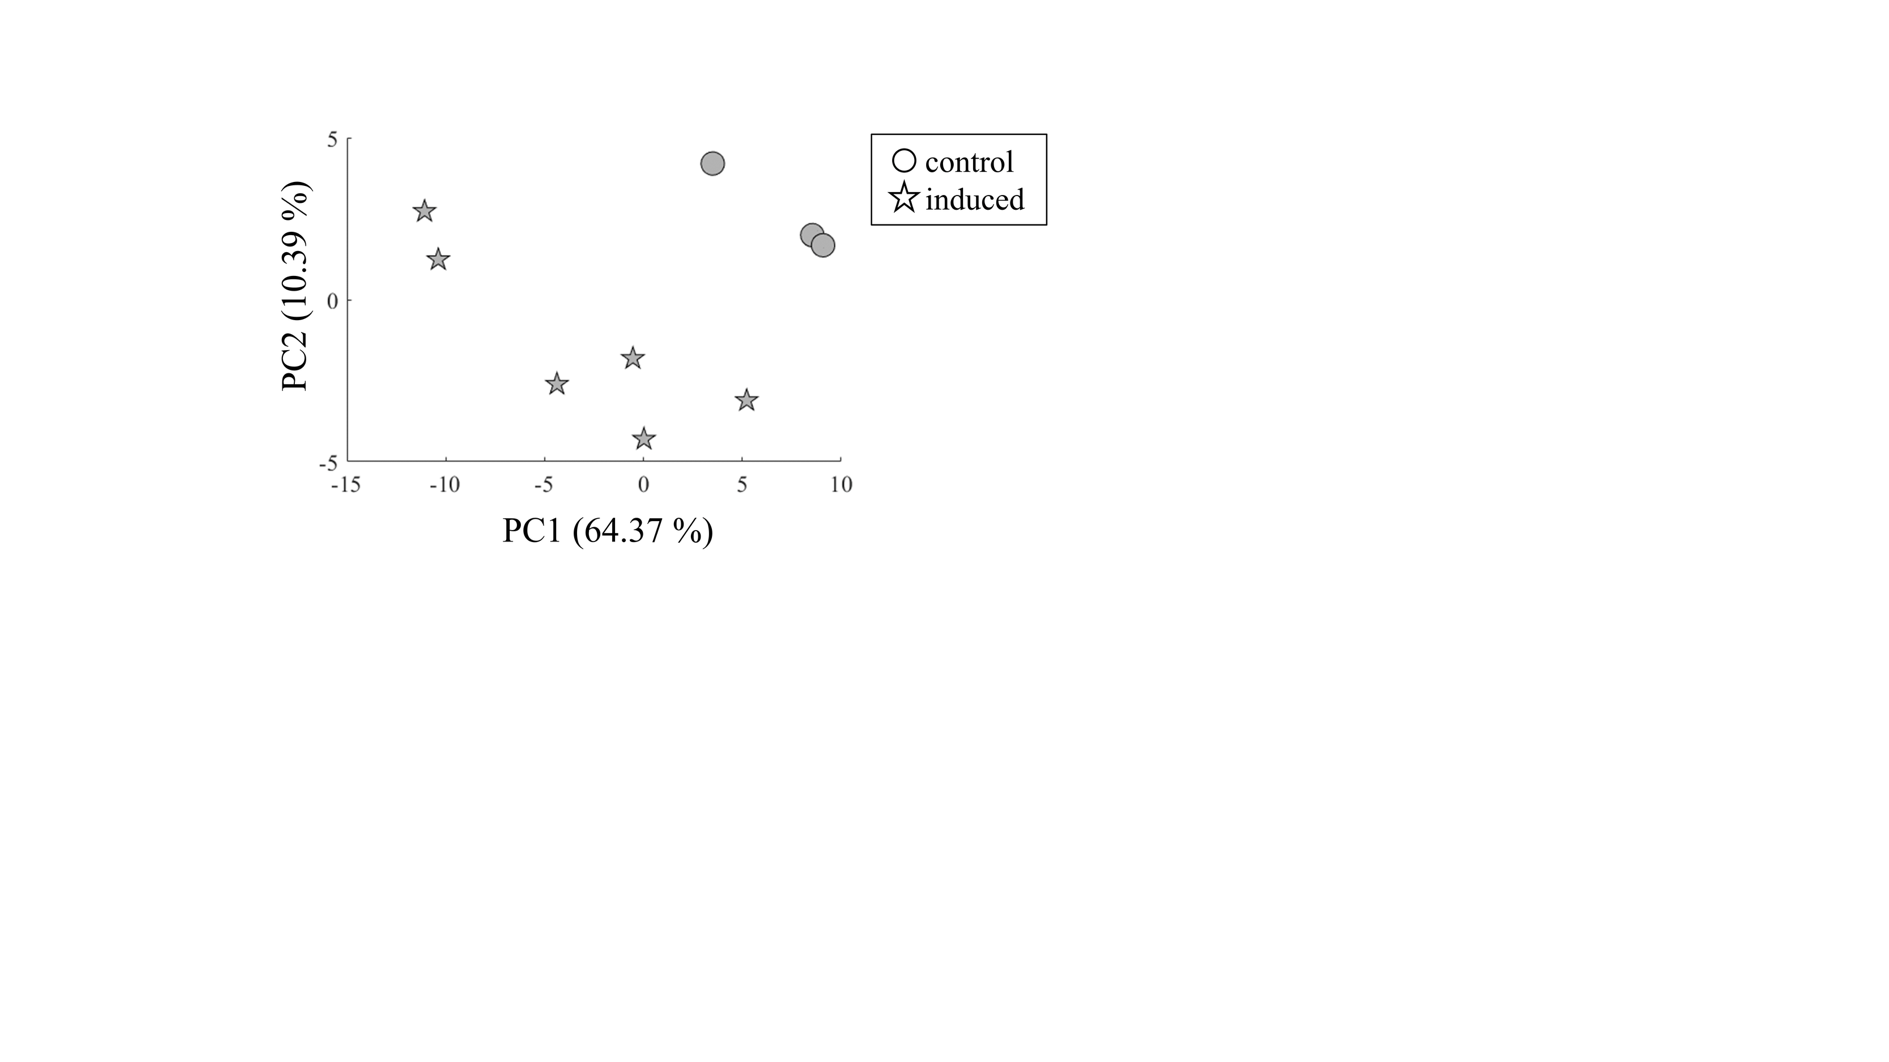 5
0
-5
PC2 (10.39 %)
-15 -10 -5 0 5 10
PC1 (64.37 %)
control
induced